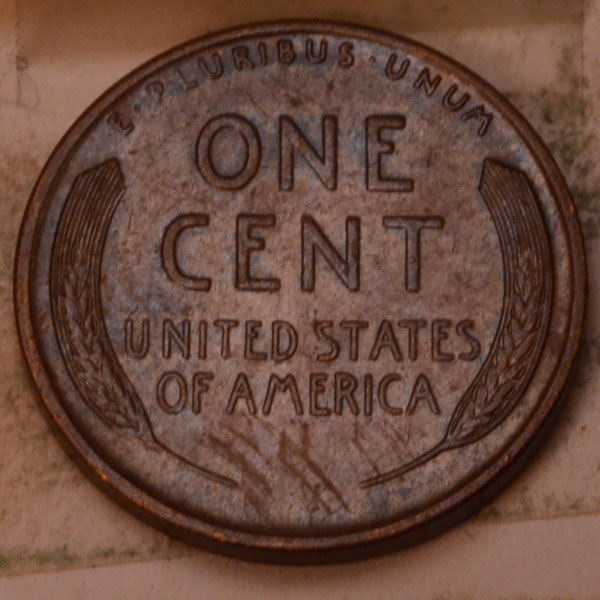 E·PLURIBUS·UNUM
ONE
CENT
UNITED STATES
OF AMERICA